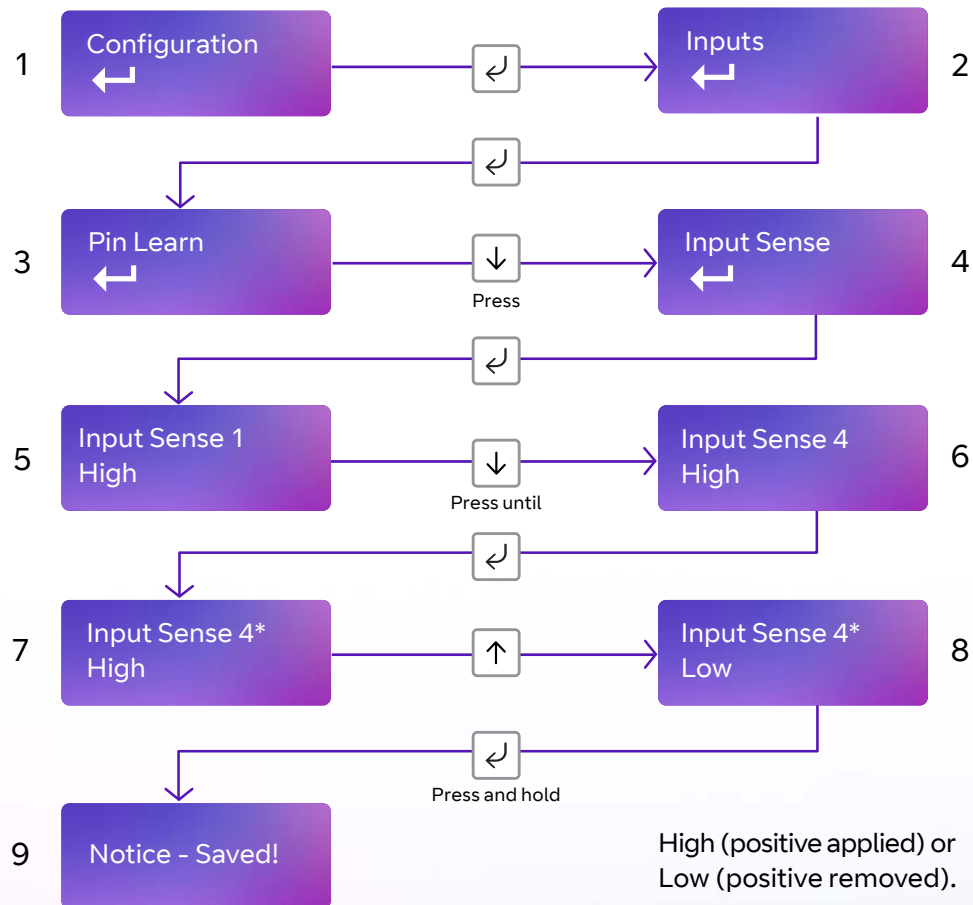 1
Configuration
Inputs
2
3
Pin Learn
Press
Input Sense
4
5
Input Sense 1
High
Press until
Input Sense 4
High
6
7
Input Sense 4*
High
Input Sense 4*
Low
8
Press and hold
9
Notice - Saved!
High (positive applied) or
Low (positive removed).